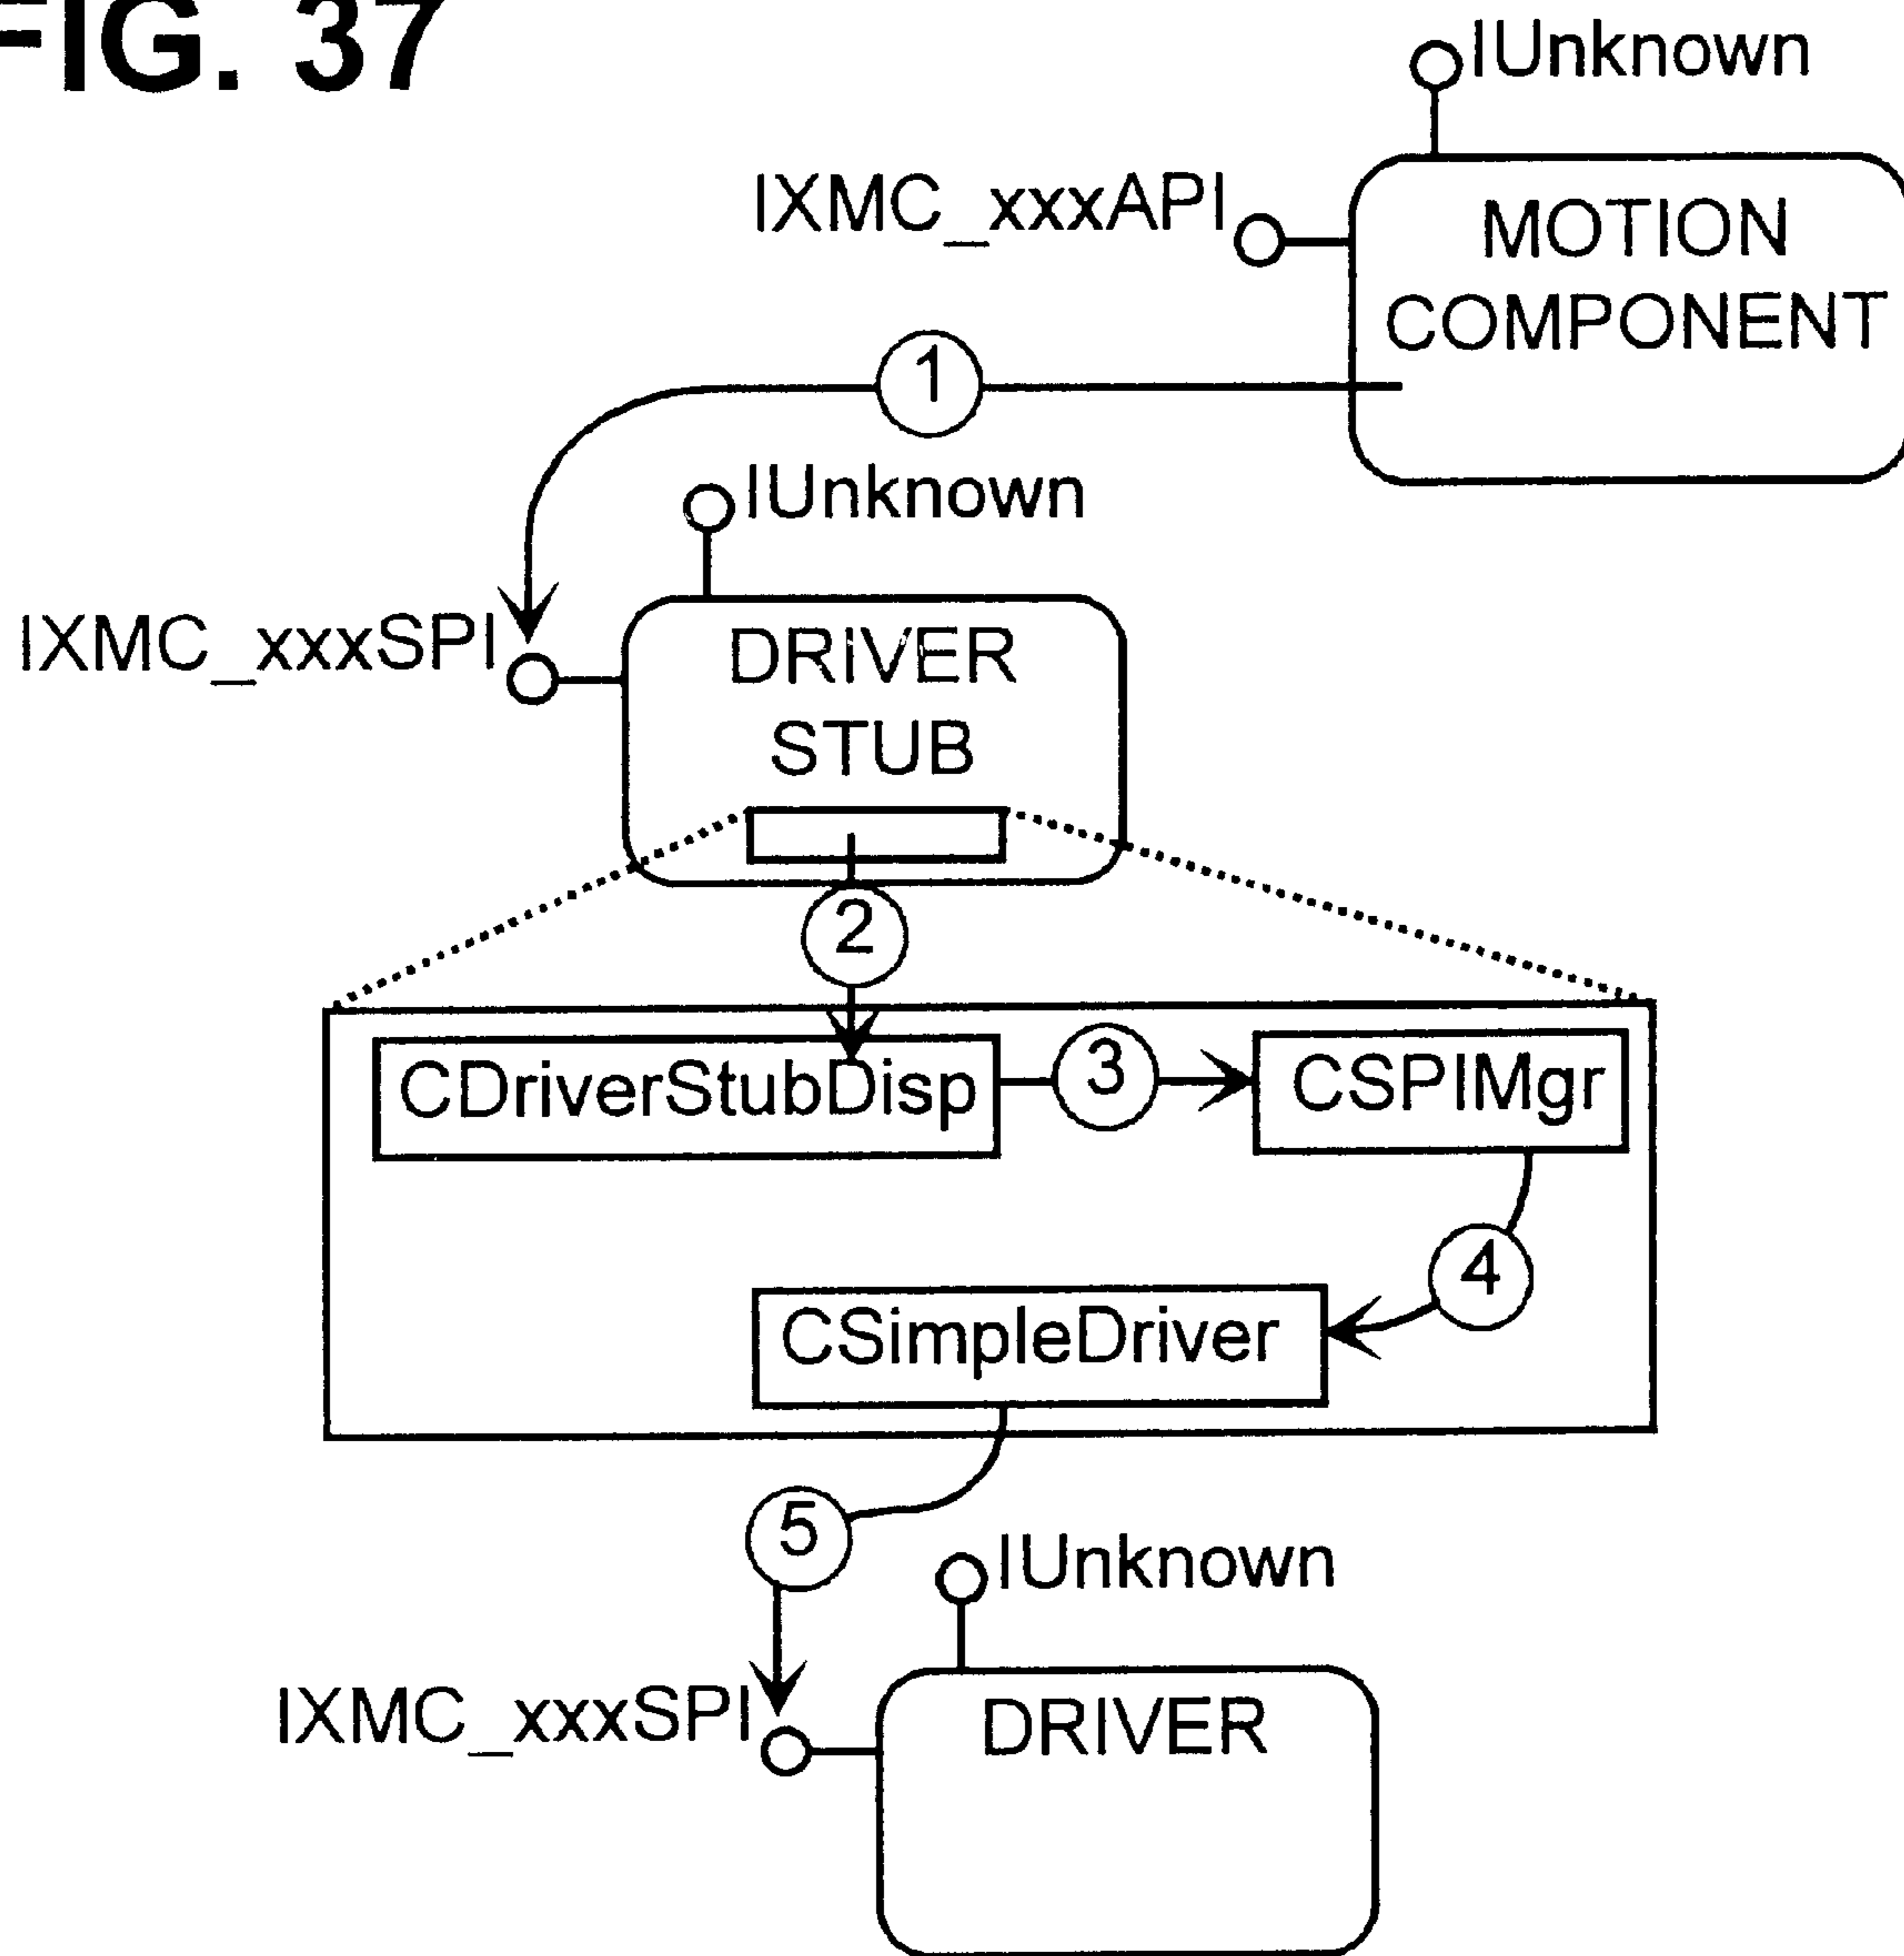 FIG. 37
IUnknown
IXMC_xxxAPI
MOTION
COMPONENT
1
IUnknown
IXMC_xxxSPI
DRIVER
STUB
2
CDriverStubDisp
3
CSPIMgr
4
CSimpleDriver
5
IUnknown
IXMC_xxxSPI
DRIVER